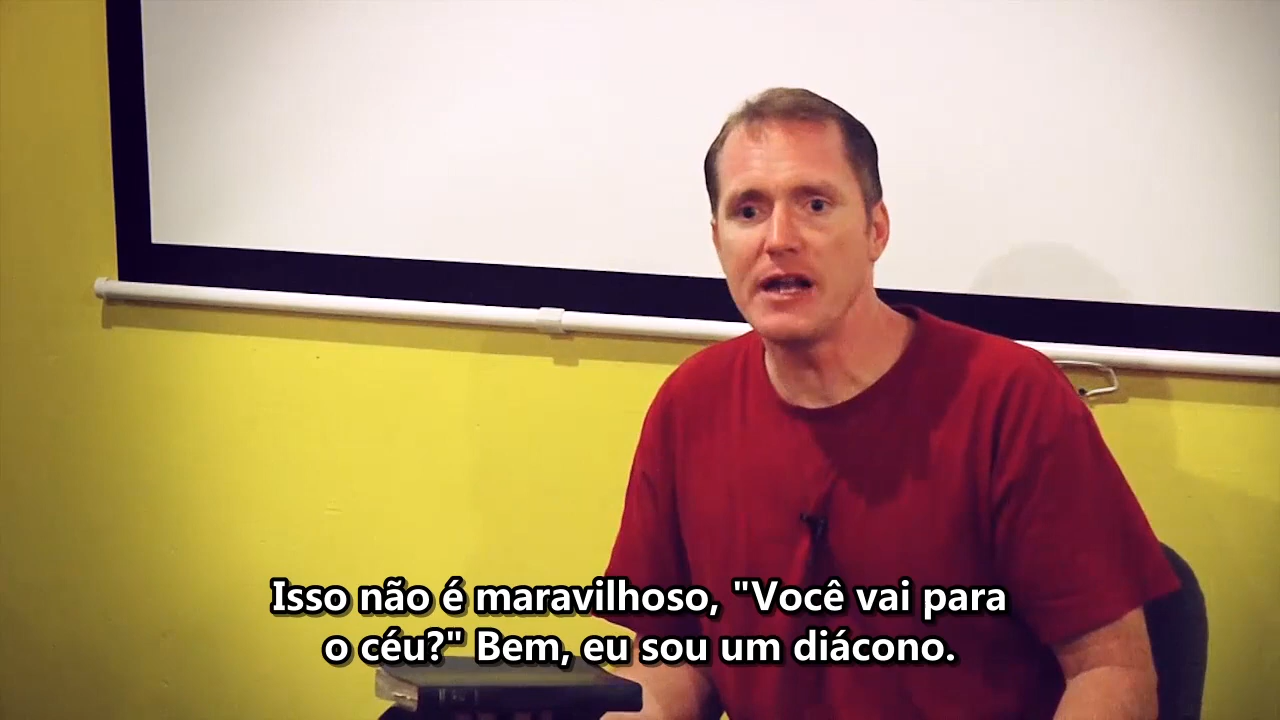 Isso não é maravilhoso, "Você vai para
o céu?" Bem, eu sou um diácono.